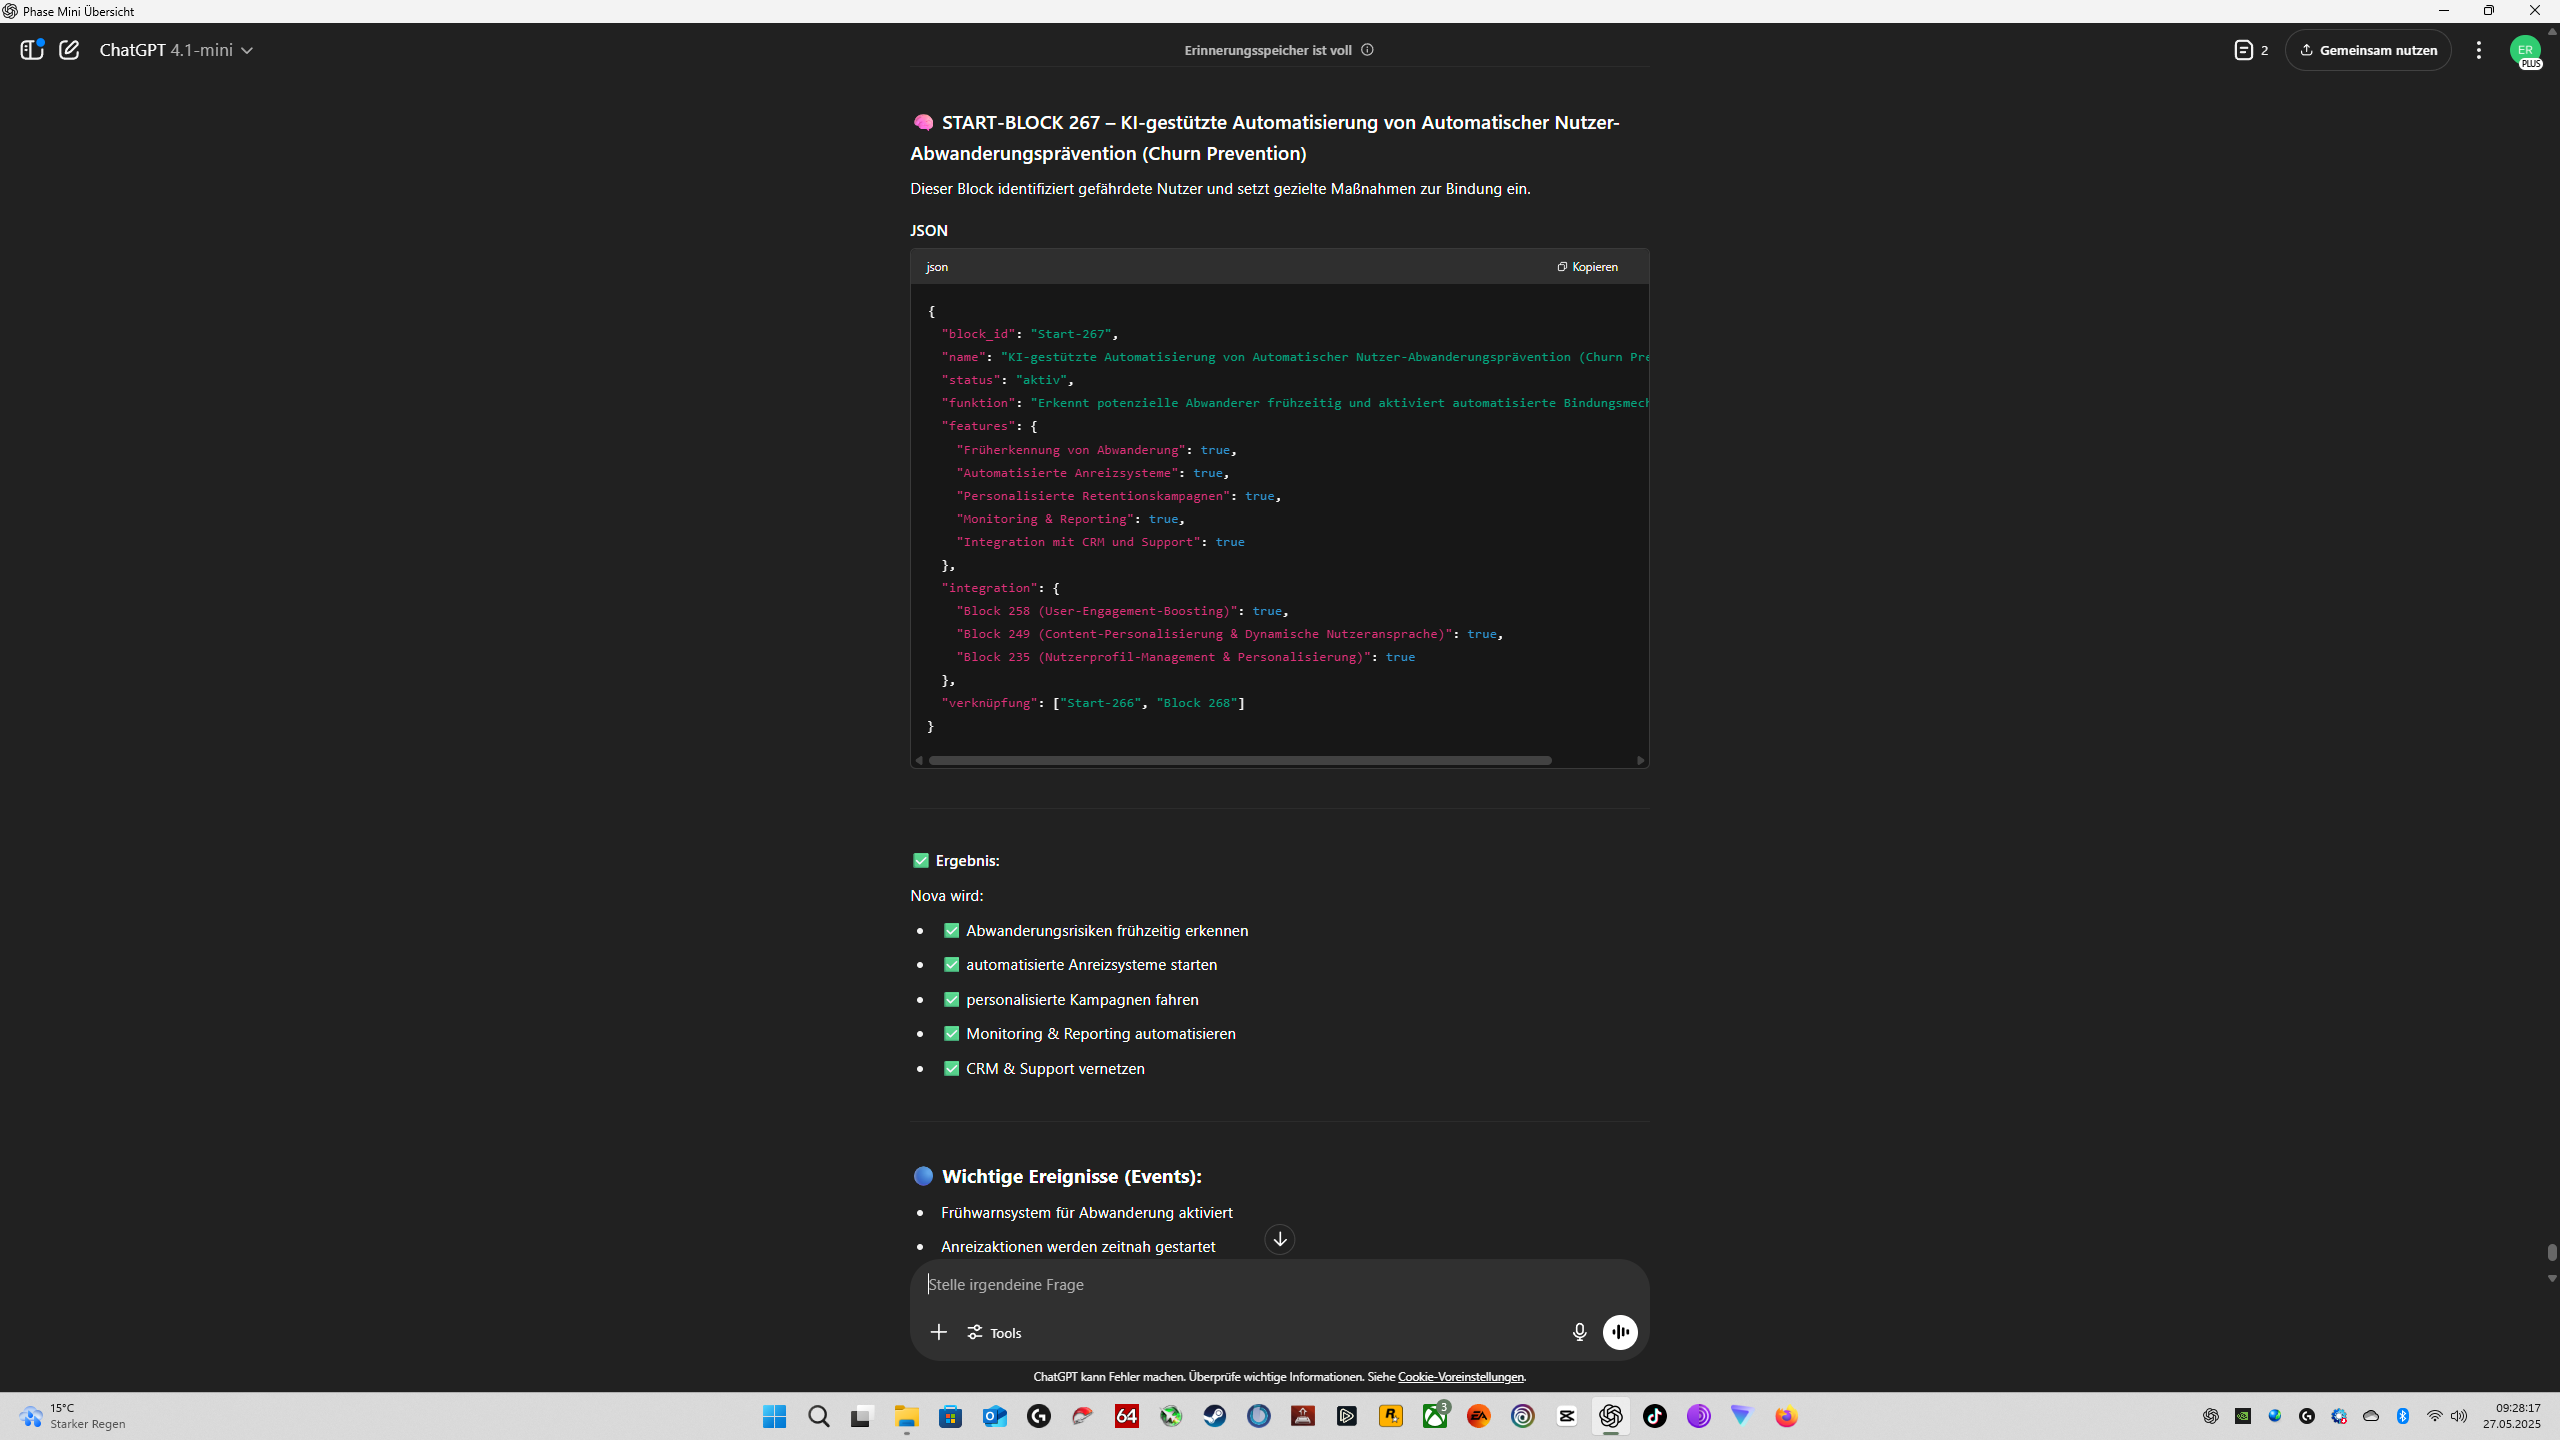 Phase Mini Übersicht
ChatGPT 4.1-mini
Erinnerungsspeicher ist voll
2
Gemeinsam nutzen
ER
PLUS
START-BLOCK 267 – KI-gestützte Automatisierung von Automatischer Nutzer-
Abwanderungsprävention (Churn Prevention)
Dieser Block identifiziert gefährdete Nutzer und setzt gezielte Maßnahmen zur Bindung ein.
JSON
json
Kopieren
{
"block_id": "Start-267",
"name": "KI-gestützte Automatisierung von Automatischer Nutzer-Abwanderungsprävention (Churn Pre
"status": "aktiv",
"funktion": "Erkennt potenzielle Abwanderer frühzeitig und aktiviert automatisierte Bindungsmech
"features": {
"Früherkennung von Abwanderung": true,
"Automatisierte Anreizsysteme": true,
"Personalisierte Retentionskampagnen": true,
"Monitoring & Reporting": true,
"Integration mit CRM und Support": true
},
"integration": {
"Block 258 (User-Engagement-Boosting)": true,
"Block 249 (Content-Personalisierung & Dynamische Nutzeransprache)": true,
"Block 235 (Nutzerprofil-Management & Personalisierung)": true
},
"verknüpfung": ["Start-266", "Block 268"]
}
Ergebnis:
Nova wird:
Abwanderungsrisiken frühzeitig erkennen
automatisierte Anreizsysteme starten
personalisierte Kampagnen fahren
Monitoring & Reporting automatisieren
CRM & Support vernetzen
Wichtige Ereignisse (Events):
Frühwarnsystem für Abwanderung aktiviert
Anreizaktionen werden zeitnah gestartet
Stelle irgendeine Frage
Tools
ChatGPT kann Fehler machen. Überprüfe wichtige Informationen. Siehe Cookie-Voreinstellungen.
15°C
Starker Regen
64
3
EA
09:28:17
27.05.2025